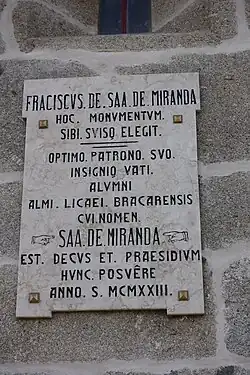 FRACISCVS. DE. SAA. DE. MIRANDA
HOC. MONUMENTVM.
SIBI. SVISQ ELEGIT.
OPTIMO. PATRONO. SVO.
INSIGNIO VATI.
ALVMNI
ALMI. LICAEI. BRACARENSIS
CVI.NOMEN.
SAA. DE. MIRANDA
EST. DECVS ET. PRAESIDIVM
HVNC. POSVÊRE
ANNO. S. MCMXXIII.